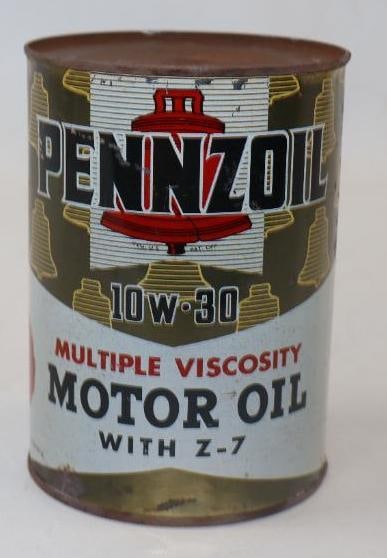 PENNZOIL
10W·30
MULTIPLE VISCOSITY
MOTOR OIL
WITH Z-7